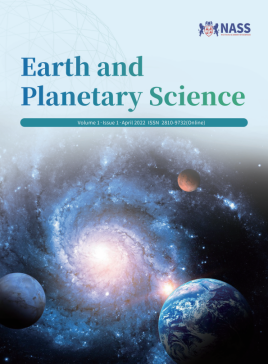 NASS
Earth and
Planetary Science
Volume 1 · Issue 1 · April 2022 ISSN 2810-9732(Online)